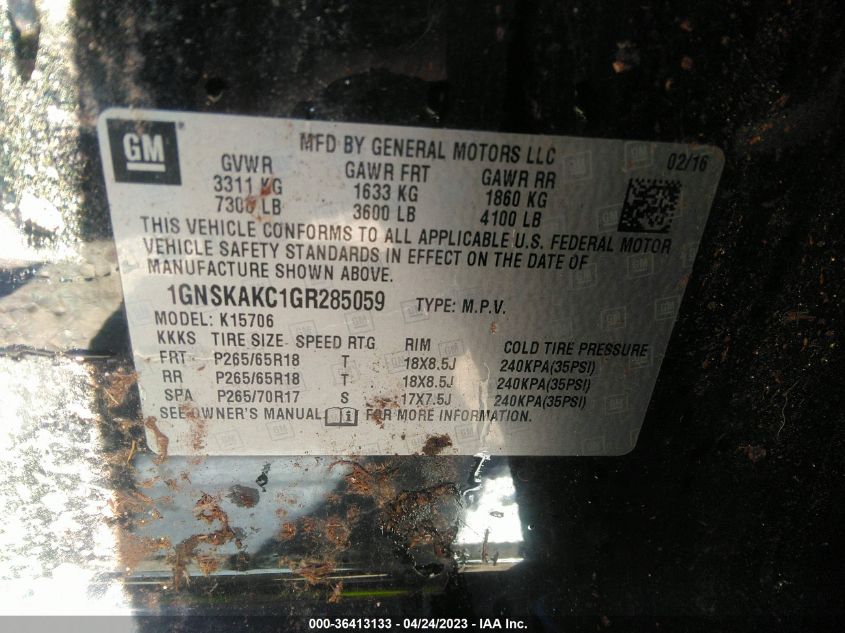 GM
MFD BY GENERAL MOTORS LLC
02/16
GVWR GAWR FRT GAWR RR
3311 KG 1633 KG 1860 KG
7300 LB 3600 LB 4100 LB
THIS VEHICLE CONFORMS TO ALL APPLICABLE U.S. FEDERAL MOTOR
VEHICLE SAFETY STANDARDS IN EFFECT ON THE DATE OF
MANUFACTURE SHOWN ABOVE.
1GNSKAKC1GR285059 TYPE: M.P.V.
MODEL: K15706
KKKS TIRE SIZE SPEED RTG RIM COLD TIRE PRESSURE
FRT P265/65R18 T 18X8.5J 240KPA(35PSI)
RR P265/65R18 T 18X8.5J 240KPA(35PSI)
SPA P265/70R17 S 17X7.5J 240KPA(35PSI)
SEE OWNER'S MANUAL FOR MORE INFORMATION.
000-36413133 - 04/24/2023 - IAA Inc.